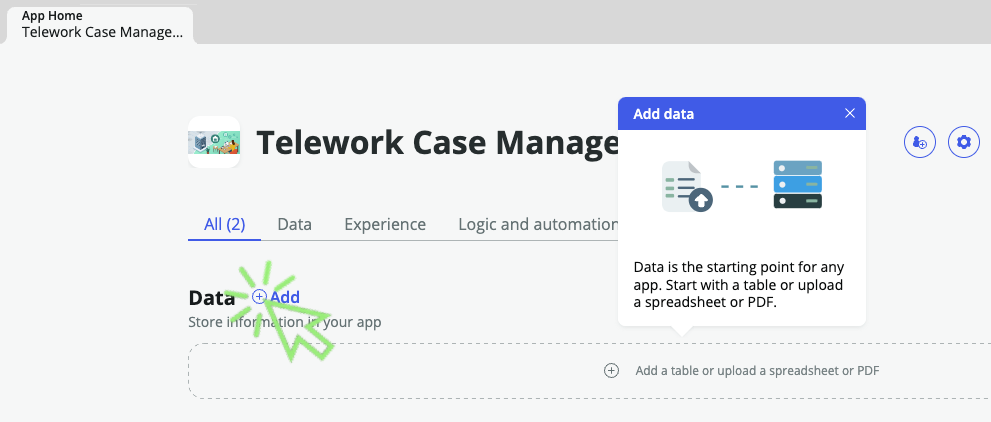 App Home
Telework Case Manage...
Telework Case Manage
Add data
All (2)
Data
Experience
Logic and automation
Data is the starting point for any
app. Start with a table or upload
a spreadsheet or PDF.
Data
Add
Store information in your app
Add a table or upload a spreadsheet or PDF